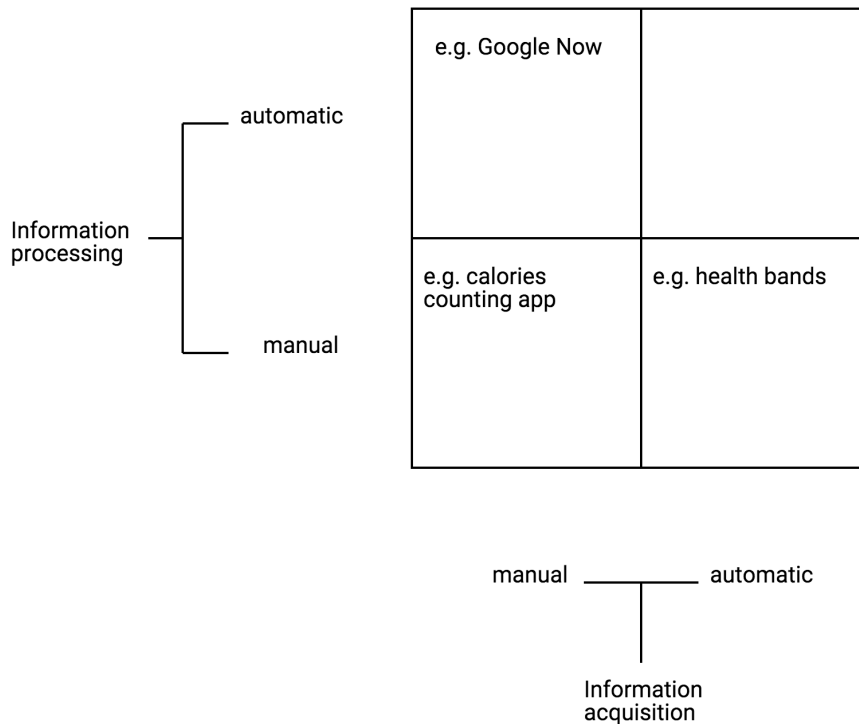 e.g. Google Now
automatic
Information
processing
e.g. calories
counting app
e.g. health bands
manual
manual
automatic
Information
acquisition